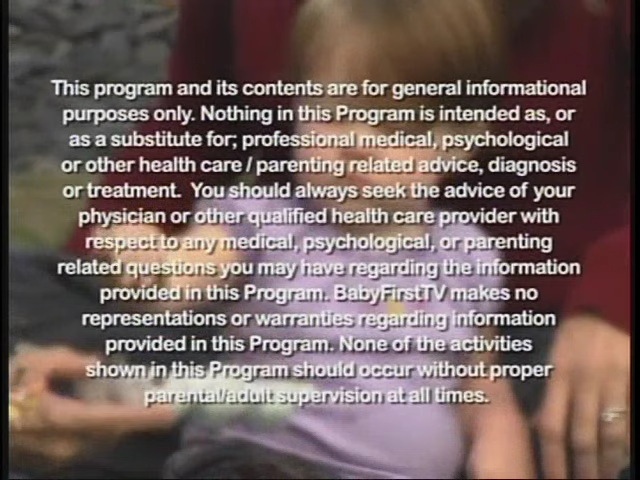 This program and its contents are for general informational
purposes only. Nothing in this Program is intended as, or
as a substitute for; professional medical, psychological
or other health care / parenting related advice, diagnosis
or treatment. You should always seek the advice of your
physician or other qualified health care provider with
respect to any medical, psychological, or parenting
related questions you may have regarding the information
provided in this Program. BabyFirstTV makes no
representations or warranties regarding information
provided in this Program. None of the activities
shown in this Program should occur without proper
parental/adult supervision at all times.